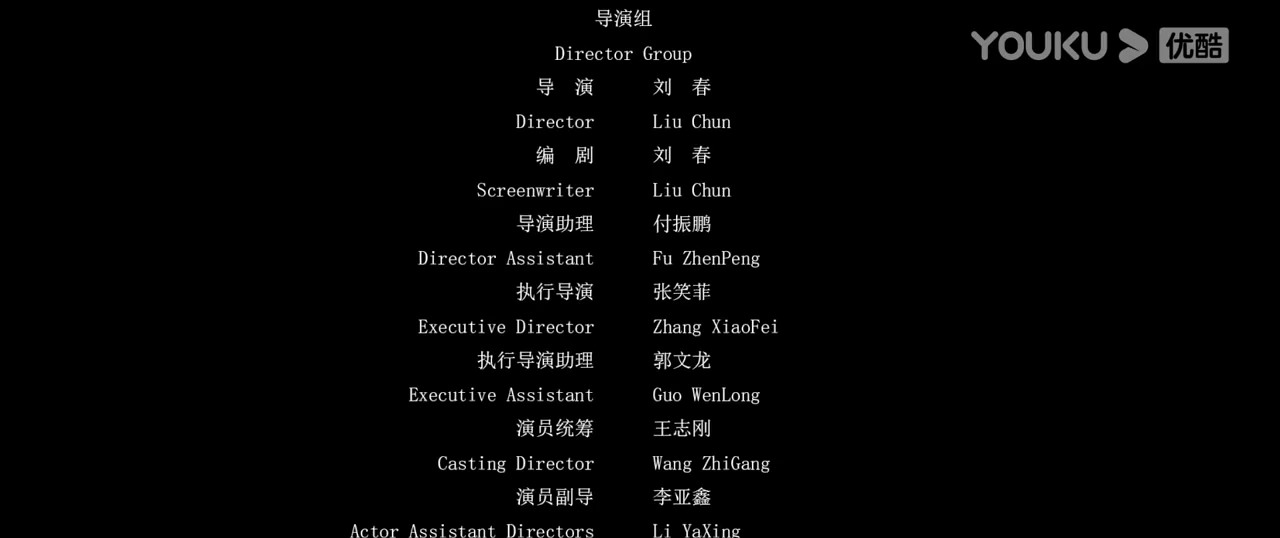 导演组
YOUKU 优酷
Director Group
导 演 刘 春
Director Liu Chun
编 剧 刘 春
Screenwriter Liu Chun
导演助理 付振鹏
Director Assistant Fu ZhenPeng
执行导演 张笑菲
Executive Director Zhang XiaoFei
执行导演助理 郭文龙
Executive Assistant Guo WenLong
演员统筹 王志刚
Casting Director Wang ZhiGang
演员副导 李亚鑫
Actor Assistant Directors Li YaXing